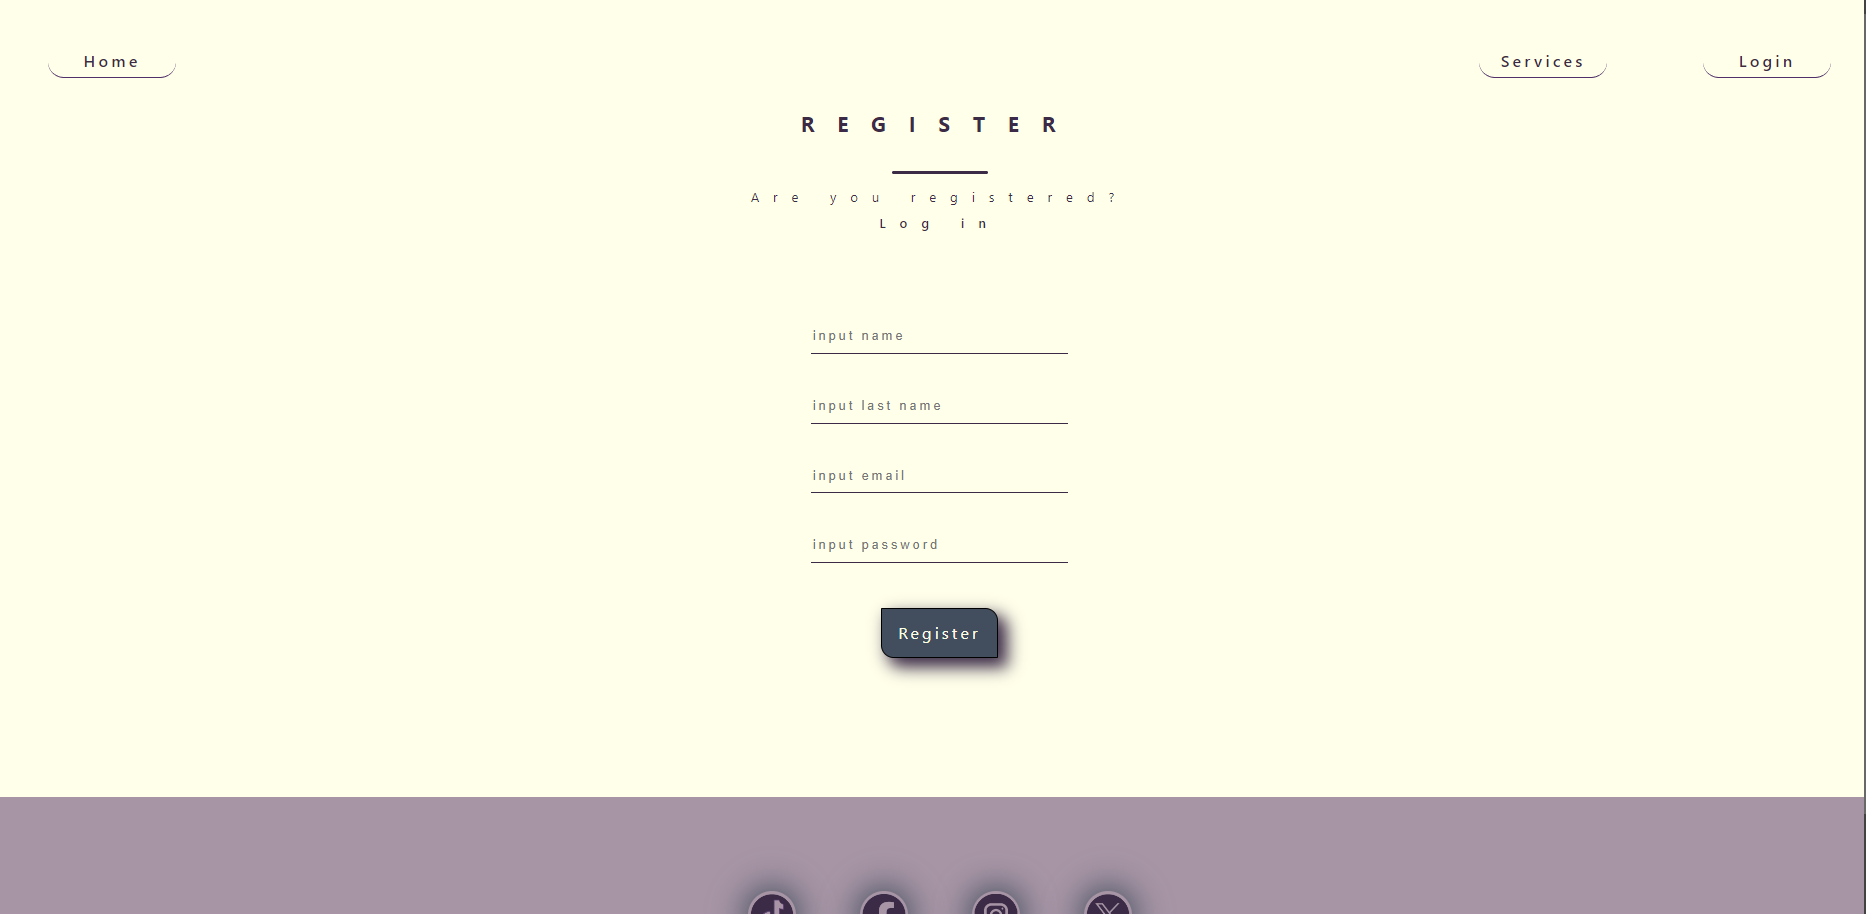 Home
Services
Login
REGISTER
Are you registered?
Log in
input name
input last name
input email
input password
Register